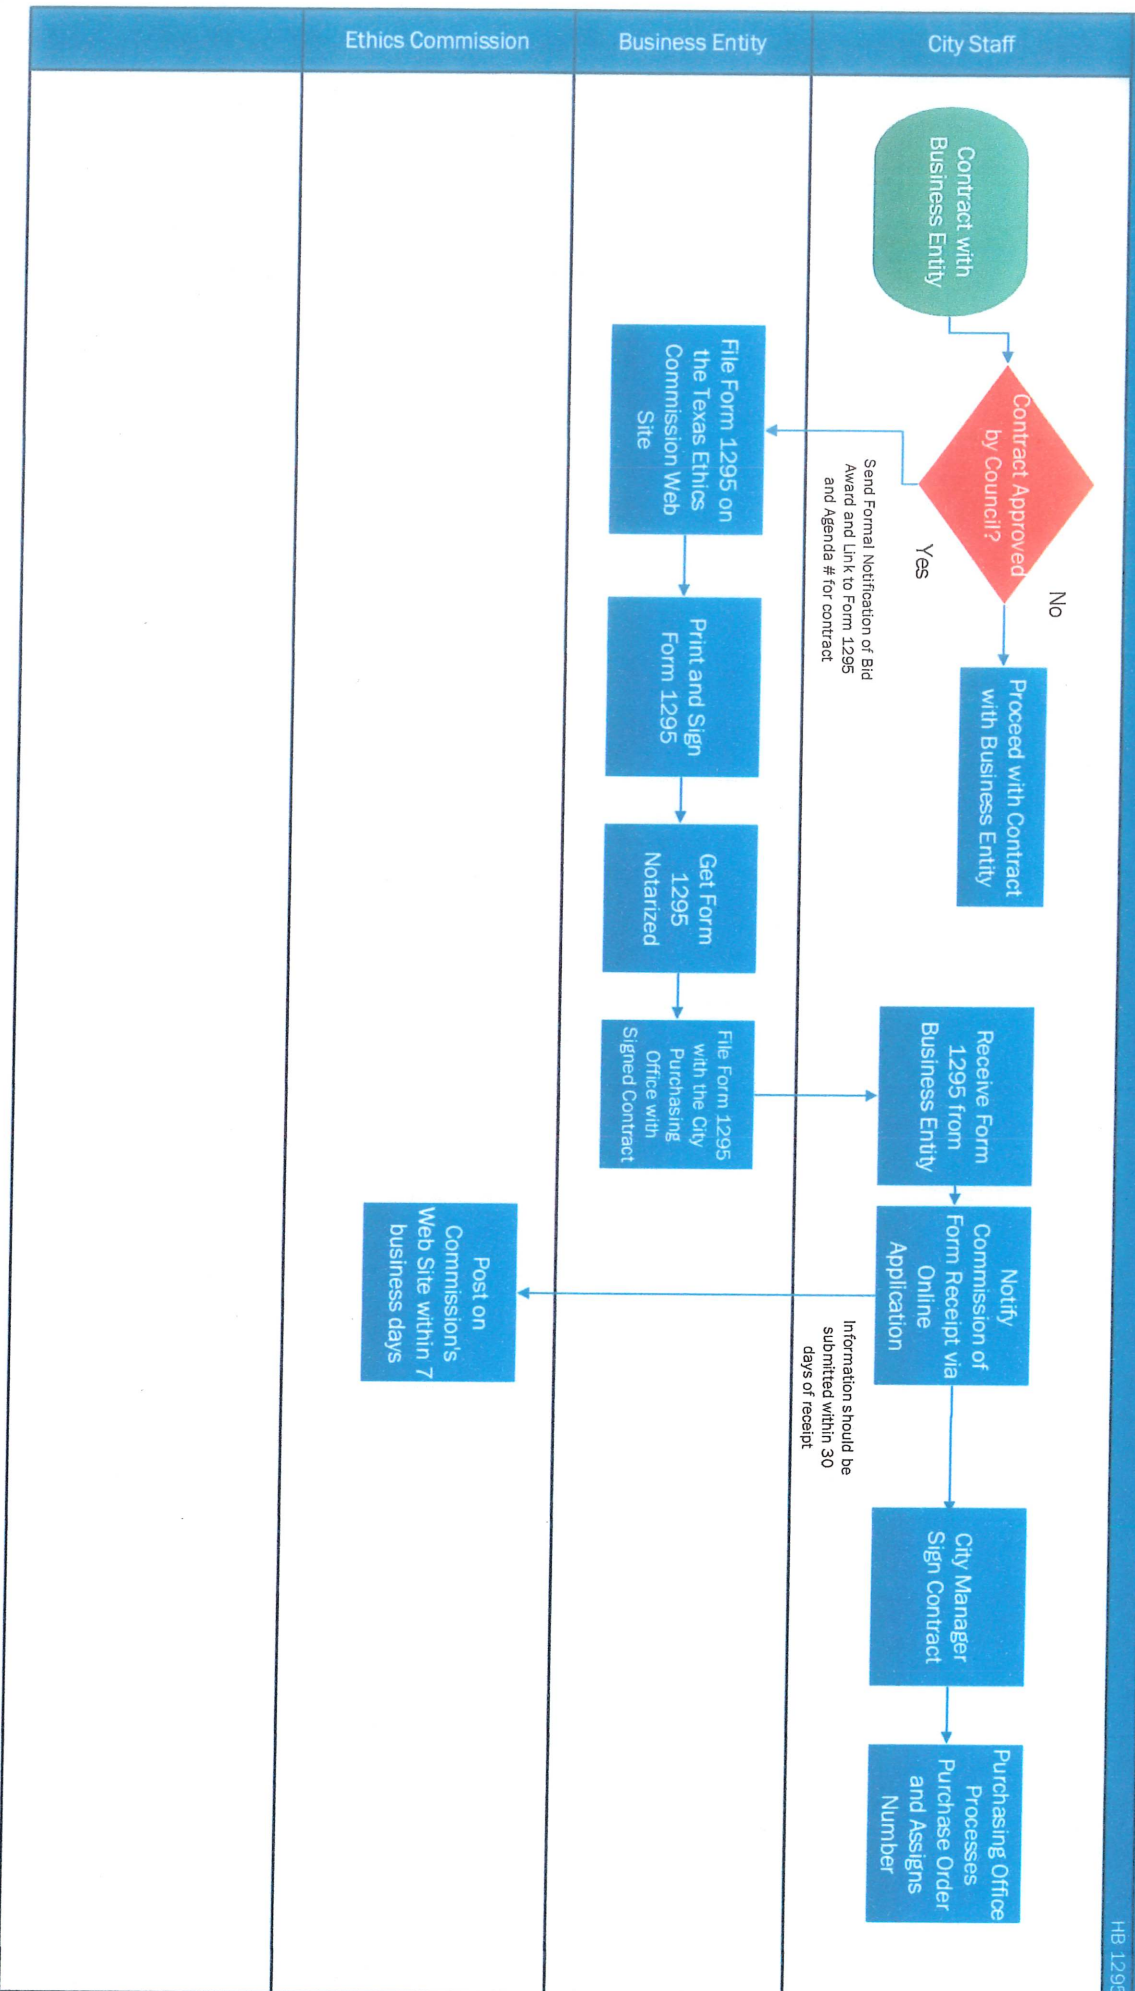 HB 1295
City Staff
Contract with
Business Entity
Contract Approved
by Council?
No
Yes
Proceed with Contract
with Business Entity
Send Formal Notification of Bid
Award and Link to Form 1295
and Agenda # for contract
Receive Form
1295 from
Business Entity
Notify
Commission of
Form Receipt via
Online
Application
Information should be
submitted within 30
days of receipt
City Manager
Sign Contract
Purchasing Office
Processes
Purchase Order
and Assigns
Number
Business Entity
File Form 1295 on
the Texas Ethics
Commission Web
Site
Print and Sign
Form 1295
Get Form
1295
Notarized
File Form 1295
with the City
Purchasing
Office with
Signed Contract
Ethics Commission
Post on
Commission's
Web Site within 7
business days